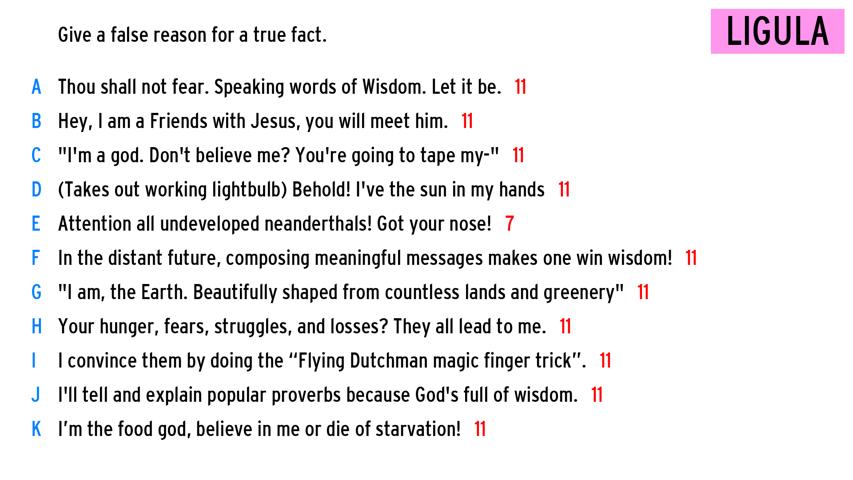 Give a false reason for a true fact.
LIGULA
A Thou shall not fear. Speaking words of Wisdom. Let it be. 11
B Hey, I am a Friends with Jesus, you will meet him. 11
C "I'm a god. Don't believe me? You're going to tape my-" 11
D (Takes out working lightbulb) Behold! I've the sun in my hands 11
E Attention all undeveloped neanderthals! Got your nose! 7
F In the distant future, composing meaningful messages makes one win wisdom! 11
G "I am, the Earth. Beautifully shaped from countless lands and greenery" 11
H Your hunger, fears, struggles, and losses? They all lead to me. 11
I I convince them by doing the “Flying Dutchman magic finger trick”. 11
J I'll tell and explain popular proverbs because God's full of wisdom. 11
K I’m the food god, believe in me or die of starvation! 11